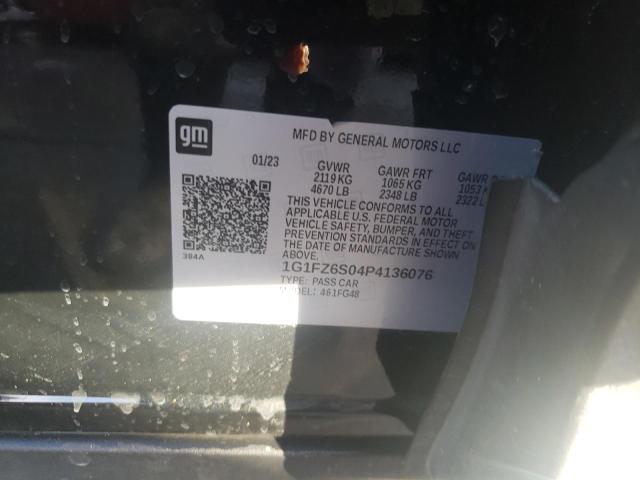 gm
MFD BY GENERAL MOTORS LLC
01/23 GVWR GAWR FRT GAWR
2119 KG 1065 KG 1053
4670 LB 2348 LB 2322
THIS VEHICLE CONFORMS TO ALL
APPLICABLE U.S. FEDERAL MOTOR
VEHICLE SAFETY, BUMPER, AND THEFT
PREVENTION STANDARDS IN EFFECT ON
THE DATE OF MANUFACTURE SHOWN
ABOVE.
384A
1G1FZ6S04P4136076
TYPE: PASS CAR
MODEL: 461FG48